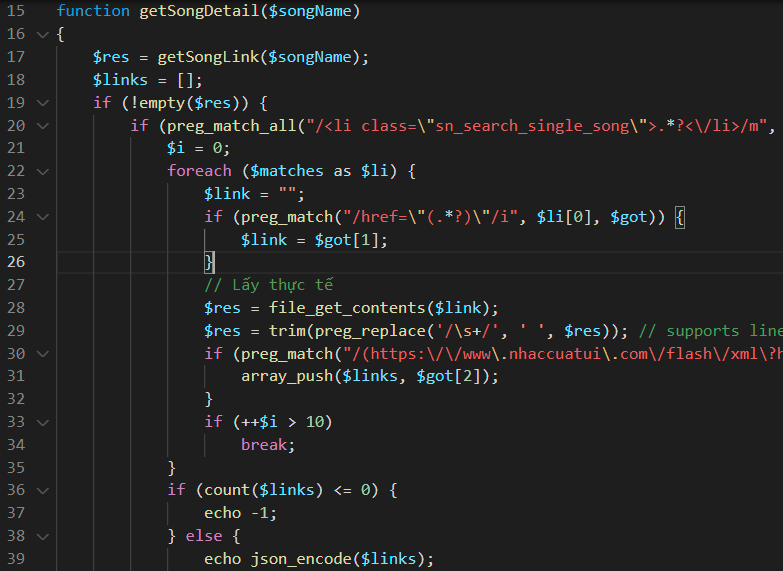 15 function getSongDetail($songName)
16 {
17 $res = getSongLink($songName);
18 $links = [];
19 if (!empty($res)) {
20 if (preg_match_all("/<li class=\"sn_search_single_song\">.*?<\/li>/m",
21 $i = 0;
22 foreach ($matches as $li) {
23 $link = "";
24 if (preg_match("/href=\"(.*?)\"/i", $li[0], $got)) {
25 $link = $got[1];
26 }
27 // Lấy thực tế
28 $res = file_get_contents($link);
29 $res = trim(preg_replace('/\s+/', ' ', $res)); // supports line
30 if (preg_match("/(https:\/\/www\.nhaccuatui\.com\/flash\/xml\?h
31 array_push($links, $got[2]);
32 }
33 if (++$i > 10)
34 break;
35 }
36 if (count($links) <= 0) {
37 echo -1;
38 } else {
39 echo json_encode($links);